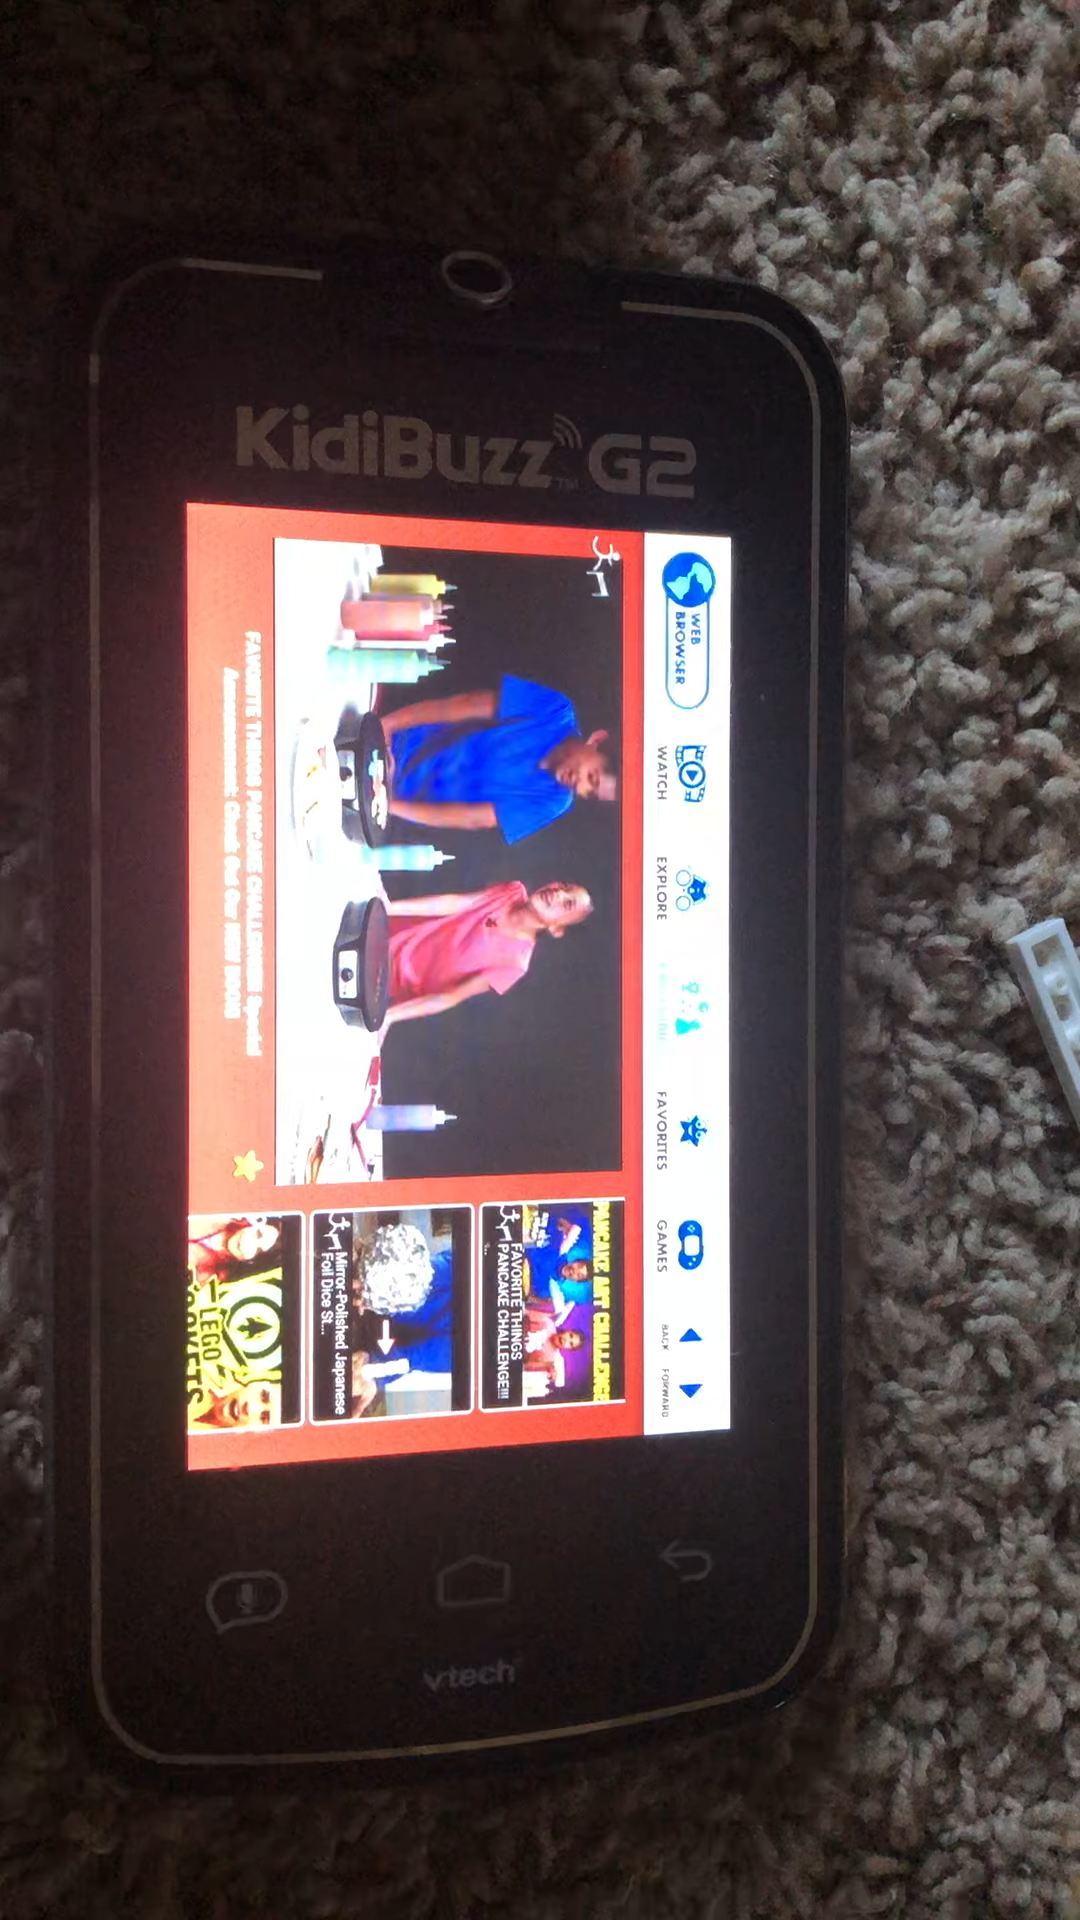 KidiBuzz™ G2
WEB
BROWSER
WATCH
EXPLORE
FAVORITES
GAMES
BACK
FORWARD
FAVORITE THINGS PANCAKE CHALLENGE!!! Special
Announcement: Check Out Our NEW BOOK!
PANCAKE ART CHALLENGE
FAVORITE THINGS
PANCAKE CHALLENGE!!!
...
Mirror-Polished Japanese
Foil Dice St...
LEGO
vtech